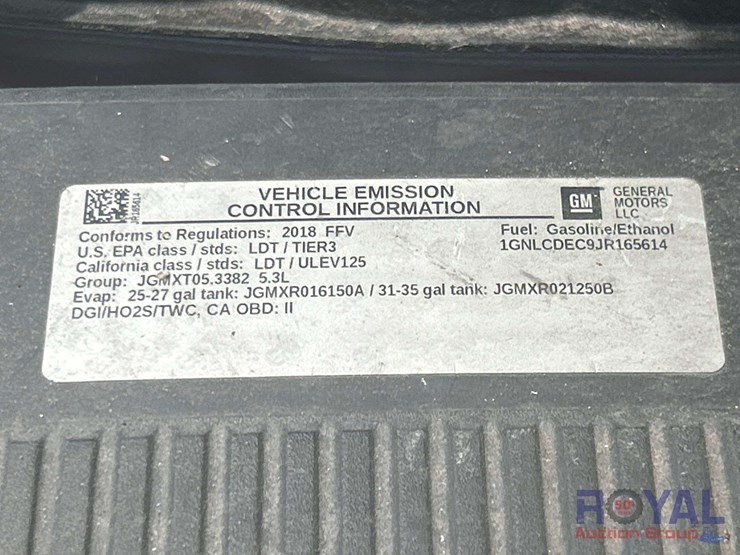 VEHICLE EMISSION
CONTROL INFORMATION
GM
GENERAL
MOTORS
LLC
Conforms to Regulations: 2018 FFV
Fuel: Gasoline/Ethanol
U.S. EPA class / stds: LDT / TIER3
1GNLCDEC9JR165614
California class / stds: LDT / ULEV125
Group: JGMXT05.3382 5.3L
Evap: 25-27 gal tank: JGMXR016150A / 31-35 gal tank: JGMXR021250B
DGI/HO2S/TWC, CA OBD: II
JR165614
ROYAL
Auction Group